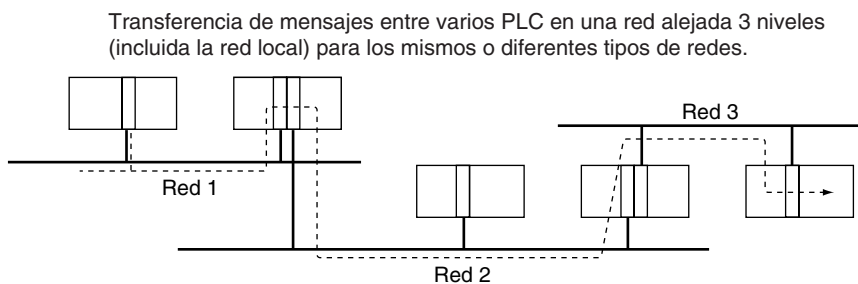 Transferencia de mensajes entre varios PLC en una red alejada 3 niveles
(incluida la red local) para los mismos o diferentes tipos de redes.
Red 3
Red 1
Red 2